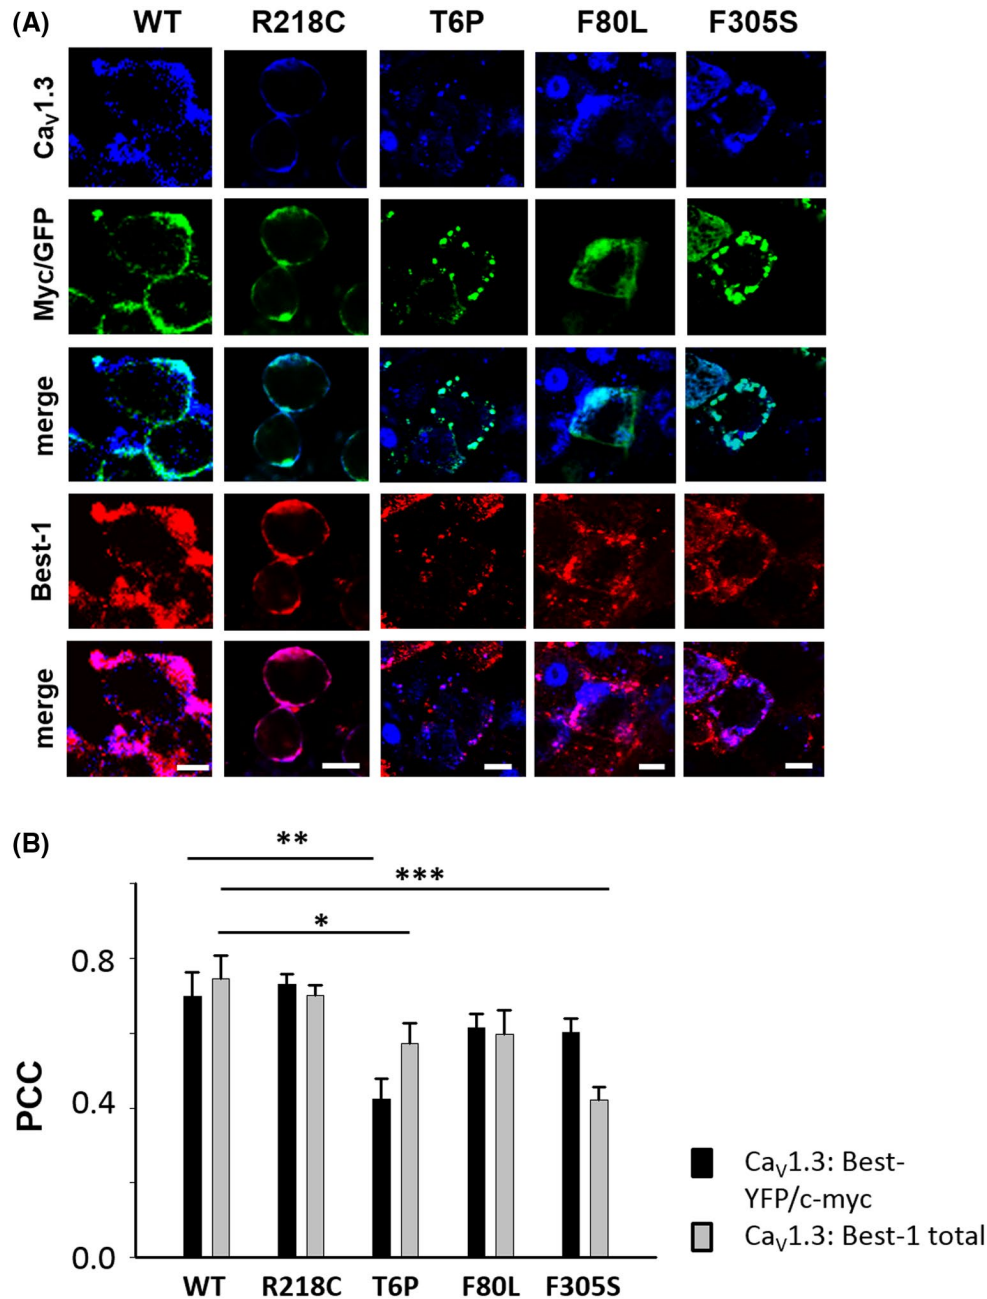 (A)
WT R218C T6P F80L F305S
CaV1.3
Myc/GFP
merge
Best-1
merge
(B)
**
***
*
0.8
0.4
0.0
PCC
WT R218C T6P F80L F305S
CaV1.3: Best-
YFP/c-myc
CaV1.3: Best-1 total